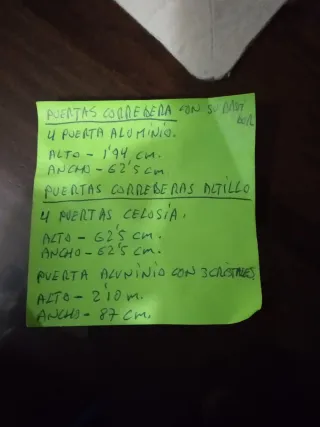 PUERTAS CORREDERA CON SU
4 PUERTA ALUMINIO.
ALTO - 1'94 CM.
ANCHO - 62'5 CM
PUERTAS CORREDERAS ALTILLO
4 PUERTAS CELOSÍA.
ALTO - 62'5 CM.
ANCHO - 62'5 CM.
PUERTA ALUMINIO CON 3 CRISTALES
ALTO - 2'10 M.
ANCHO - 87 CM.